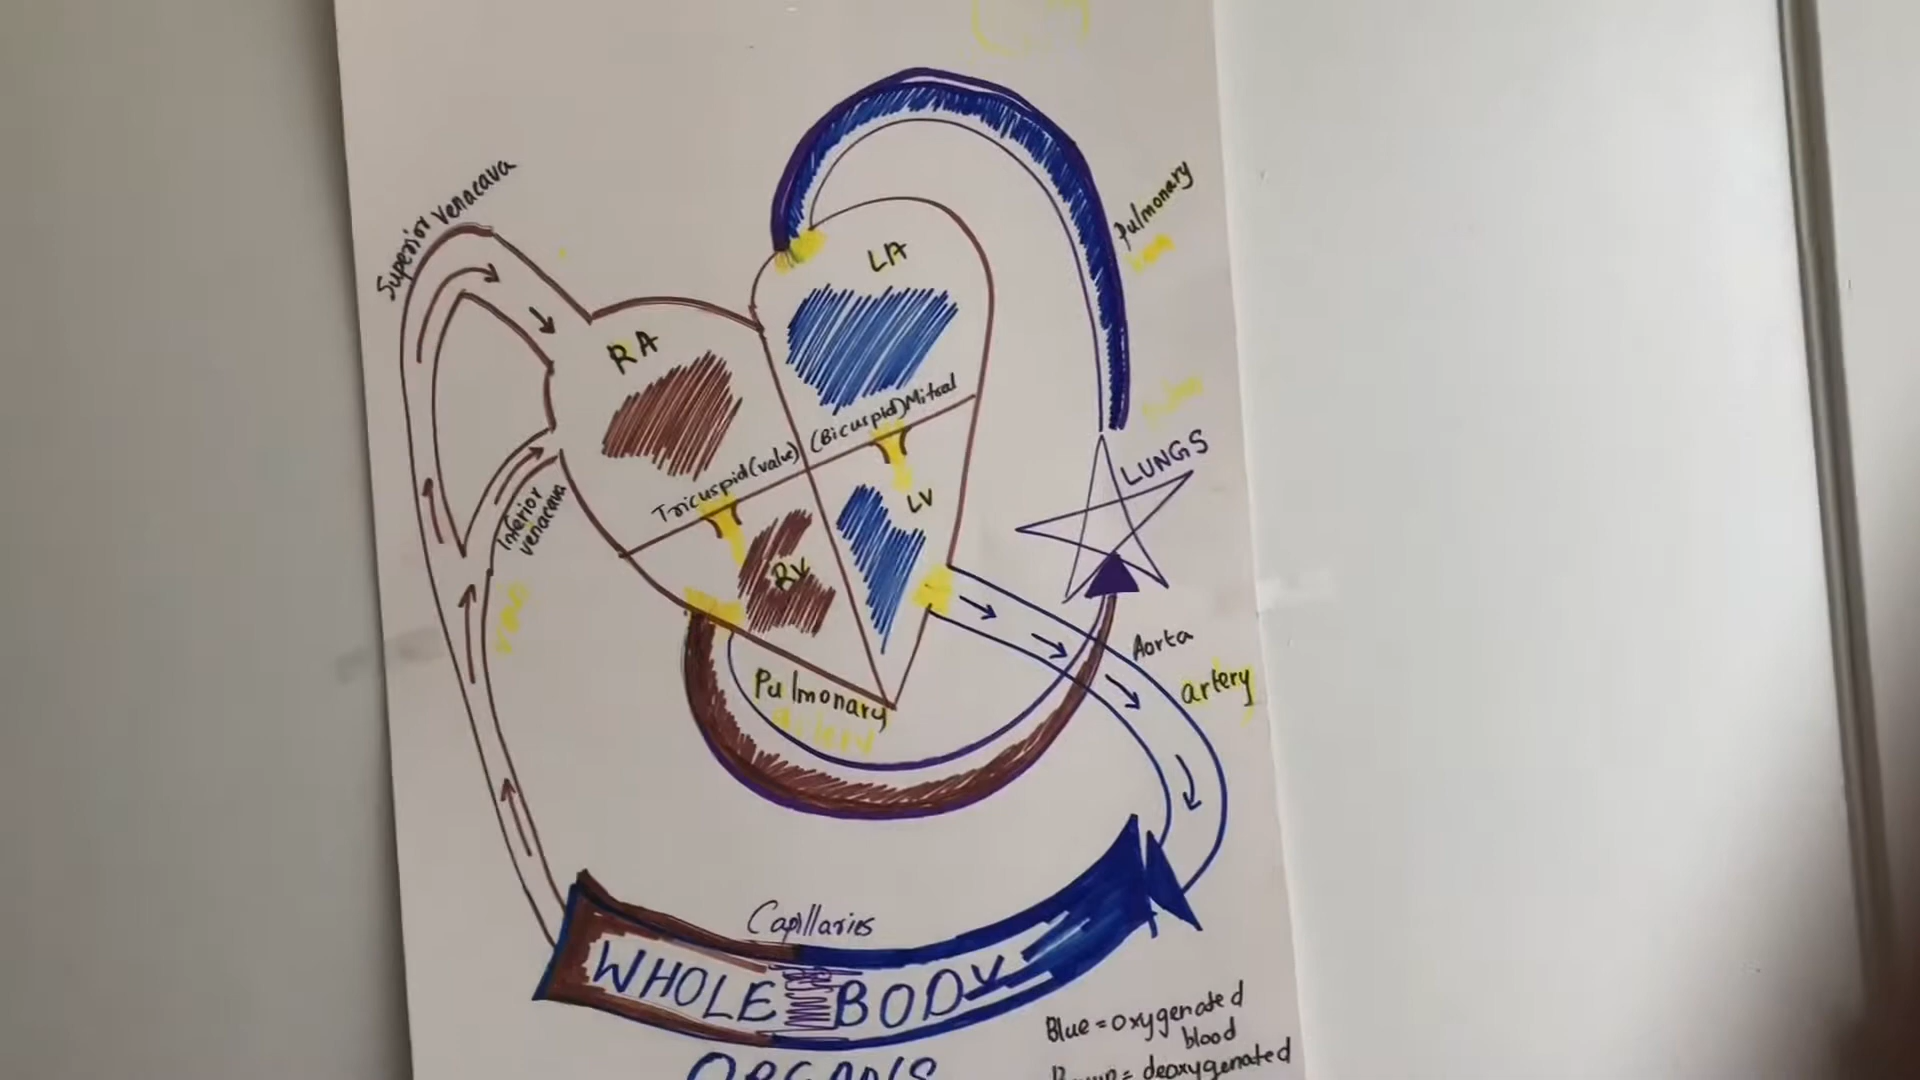 Superior Venacava
Pulmonary
LA
RA
(Bicuspid) Mitral
Tricuspid (valve)
LUNGS
LV
Inferior
venacava
RV
Aorta
artery
Pulmonary
Capillaries
WHOLE BODY
ORGANS
Blue = oxygenated
blood
= deoxygenated